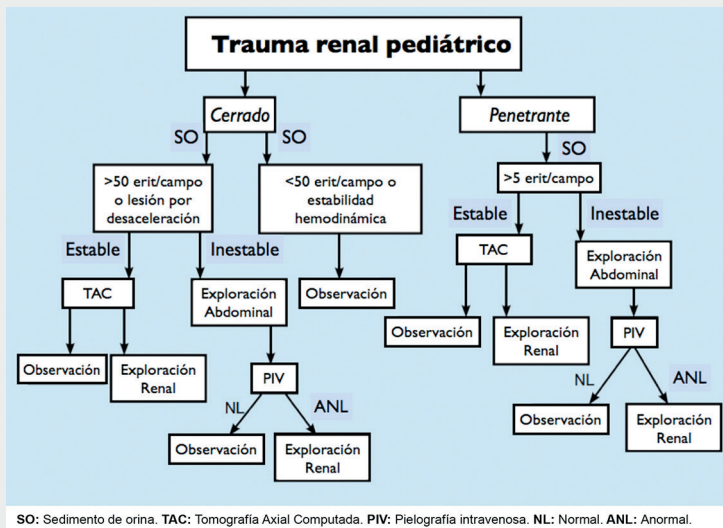 Trauma renal pediátrico
Cerrado
Penetrante
SO
SO
SO
>50 erit/campo
o lesión por
desaceleración
<50 erit/campo o
estabilidad
hemodinámica
>5 erit/campo
Estable
Inestable
Estable
Inestable
TAC
Exploración
Abdominal
Observación
TAC
Exploración
Abdominal
Observación
Exploración
Renal
PIV
Observación
Exploración
Renal
PIV
NL
ANL
NL
ANL
Observación
Exploración
Renal
Observación
Exploración
Renal
SO: Sedimento de orina. TAC: Tomografía Axial Computada. PIV: Pielografía intravenosa. NL: Normal. ANL: Anormal.